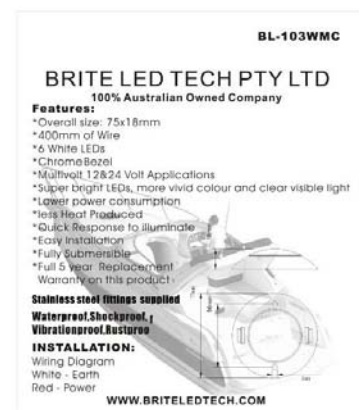 BL-103WMC
BRITE LED TECH PTY LTD
100% Australian Owned Company
Features:
*Overall size: 75x18mm
*400mm of Wire
*6 White LEDs
*Chrome Bezel
*Multivolt 12&24 Volt Applications
*Super bright LEDs, more vivid colour and clear visible light
*Lower power consumption
*less Heat Produced
*Quick Response to illuminate
*Easy Installation
*Fully Submersible
*Full 5 year Replacement
Warranty on this product
Stainless steel fittings supplied
Waterproof,Shockproof,
Vibrationproof,Rustproo
INSTALLATION:
Wiring Diagram
White - Earth
Red - Power
WWW.BRITELEDTECH.COM